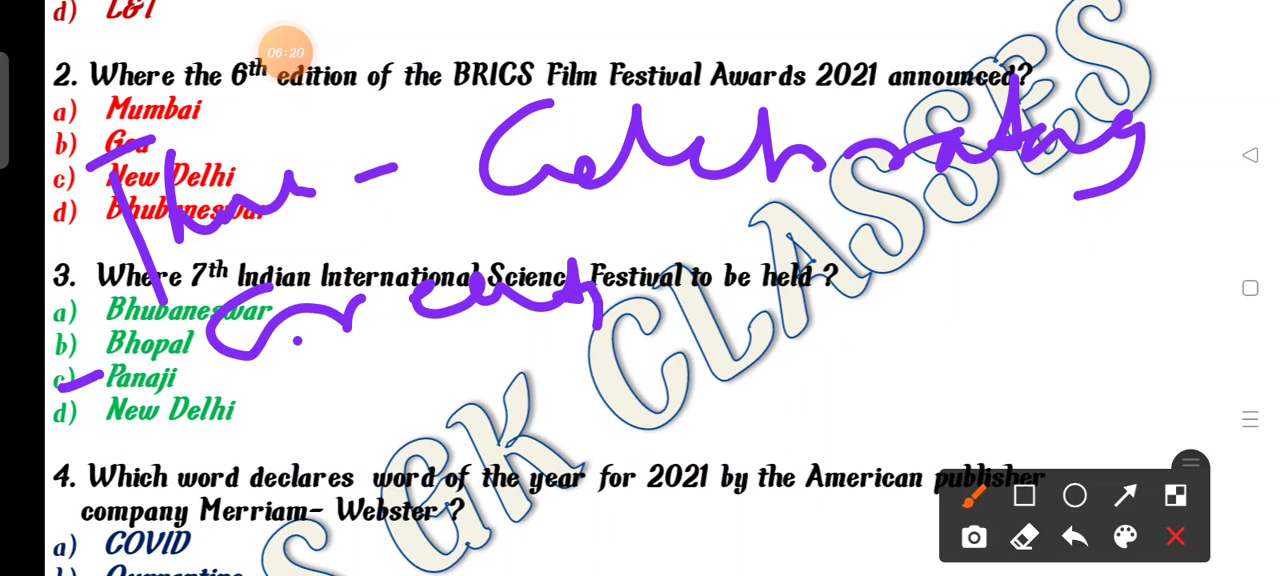 d) L&T
06:20
2. Where the 6th edition of the BRICS Film Festival Awards 2021 announced?
a) Mumbai
b) Goa
c) New Delhi
d) Bhubaneswar
Celebrating
3. Where 7th Indian International Science Festival to be held ?
a) Bhubaneswar
b) Bhopal
c) Panaji
d) New Delhi
4. Which word declares word of the year for 2021 by the American publisher
company Merriam- Webster ?
a) COVID
b) Quarantine
GK CLASSES